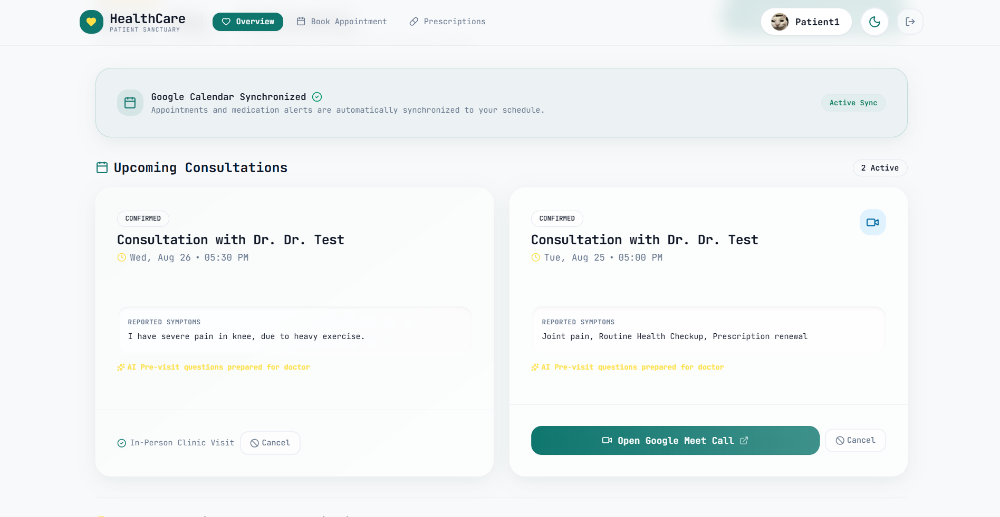 HealthCare
PATIENT SANCTUARY
Overview
Book Appointment
Prescriptions
Patient1
Google Calendar Synchronized
Appointments and medication alerts are automatically synchronized to your schedule.
Active Sync
Upcoming Consultations
2 Active
CONFIRMED
Consultation with Dr. Dr. Test
Wed, Aug 26 • 05:30 PM
REPORTED SYMPTOMS
I have severe pain in knee, due to heavy exercise.
AI Pre-visit questions prepared for doctor
In-Person Clinic Visit
Cancel
CONFIRMED
Consultation with Dr. Dr. Test
Tue, Aug 25 • 05:00 PM
REPORTED SYMPTOMS
Joint pain, Routine Health Checkup, Prescription renewal
AI Pre-visit questions prepared for doctor
Open Google Meet Call
Cancel